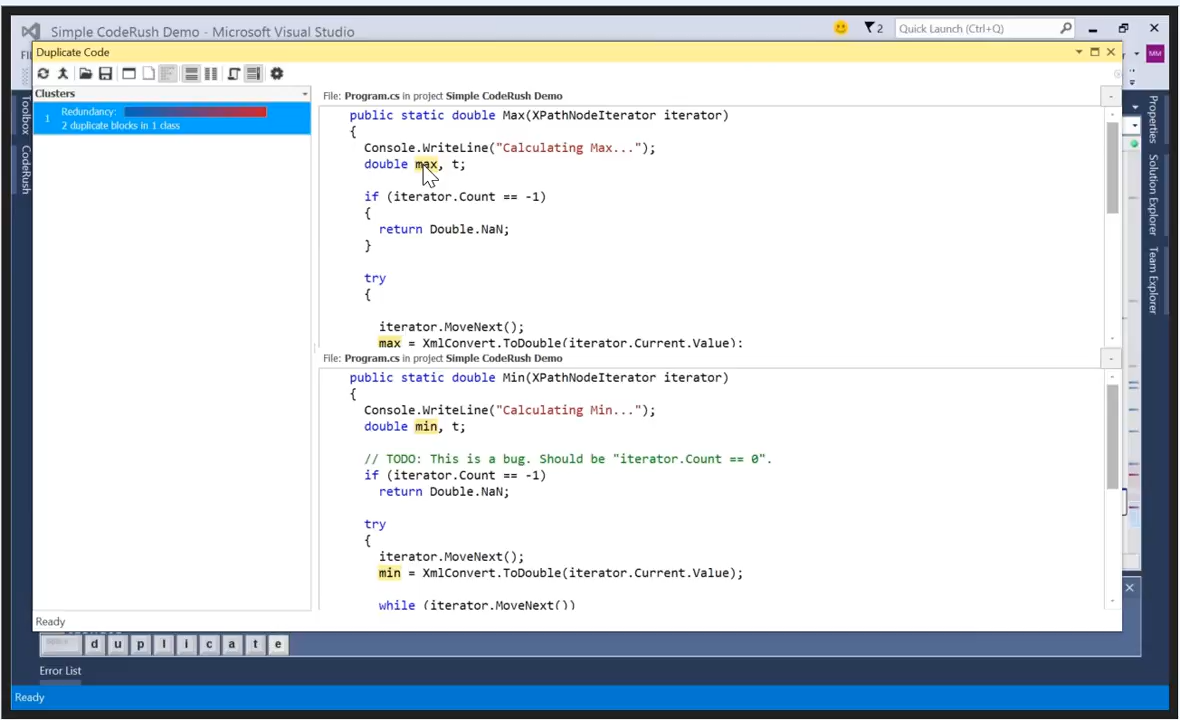 Simple CodeRush Demo - Microsoft Visual Studio
2
Quick Launch (Ctrl+Q)
Duplicate Code
MM
Clusters
1
Redundancy:
2 duplicate blocks in 1 class
Toolbox
CodeRush
File: Program.cs in project Simple CodeRush Demo
public static double Max(XPathNodeIterator iterator)
{
Console.WriteLine("Calculating Max...");
double max, t;
if (iterator.Count == -1)
{
return Double.NaN;
}
try
{
iterator.MoveNext();
max = XmlConvert.ToDouble(iterator.Current.Value);
File: Program.cs in project Simple CodeRush Demo
public static double Min(XPathNodeIterator iterator)
{
Console.WriteLine("Calculating Min...");
double min, t;
// TODO: This is a bug. Should be "iterator.Count == 0".
if (iterator.Count == -1)
return Double.NaN;
try
{
iterator.MoveNext();
min = XmlConvert.ToDouble(iterator.Current.Value);
while (iterator.MoveNext())
Properties
Solution Explorer
Team Explorer
Ready
d u p l i c a t e
Error List
Ready